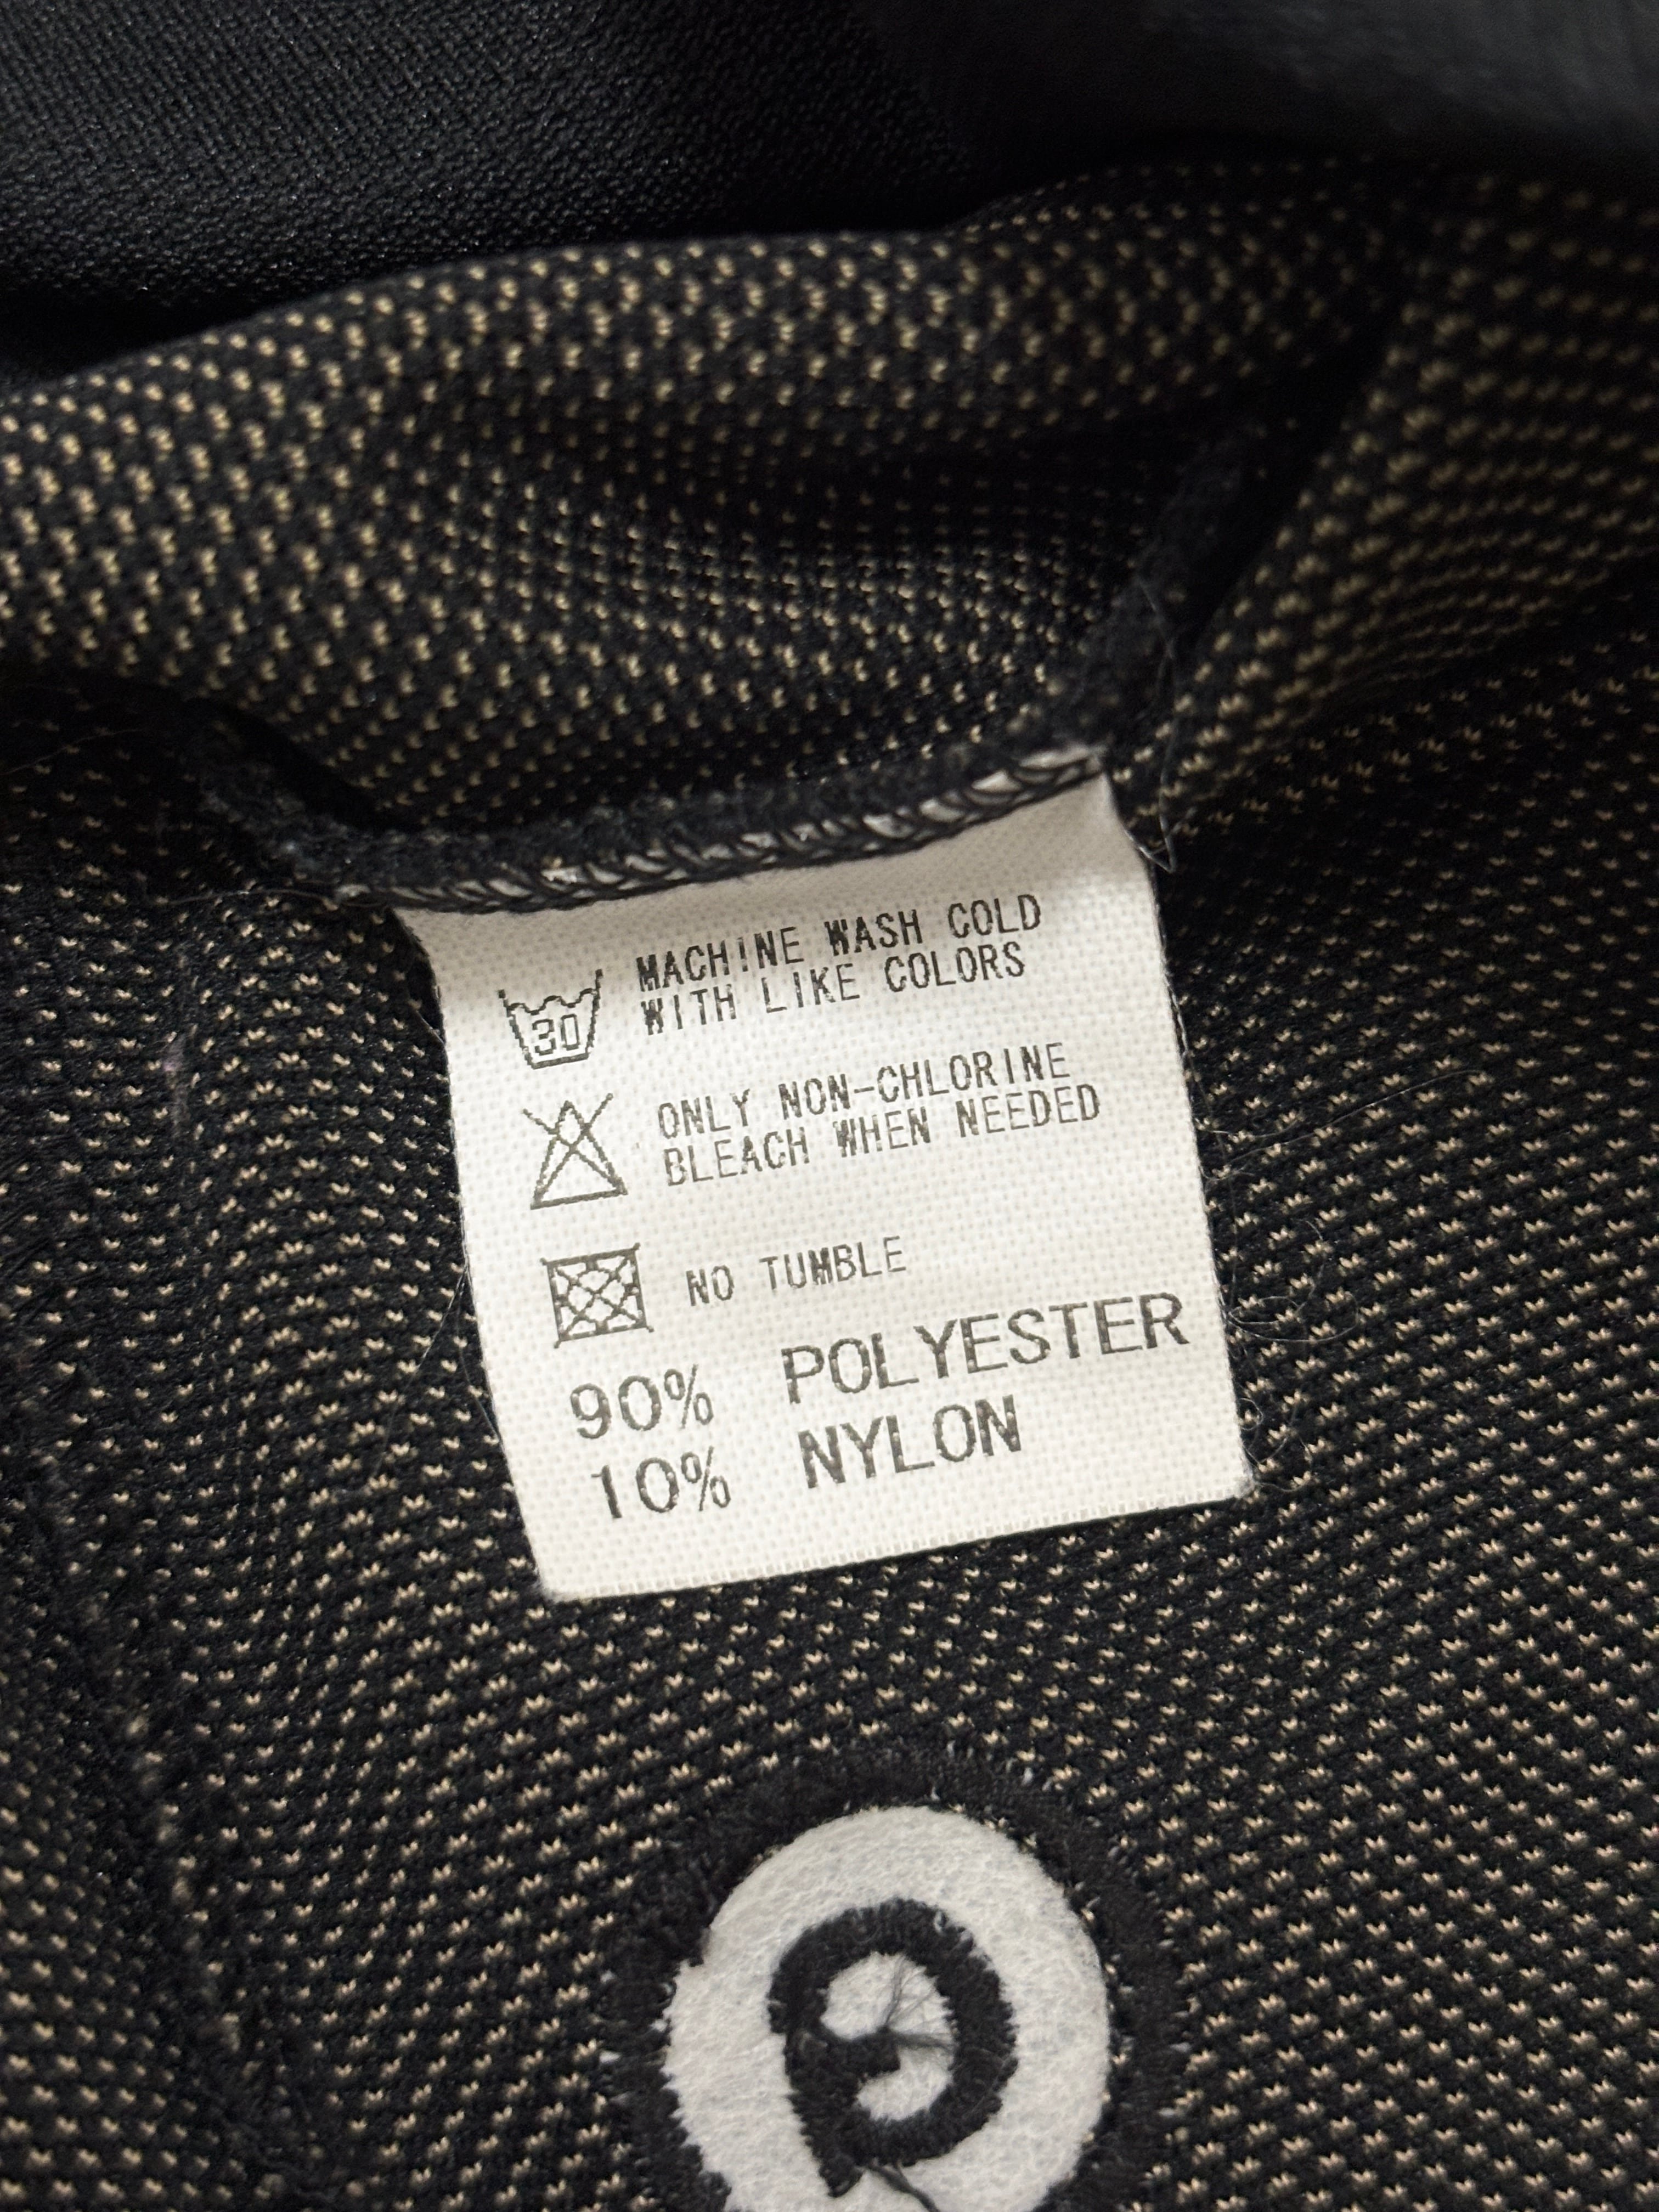 MACHINE WASH COLD
WITH LIKE COLORS
30
ONLY NON-CHLORINE
BLEACH WHEN NEEDED
NO TUMBLE
90% POLYESTER
10% NYLON